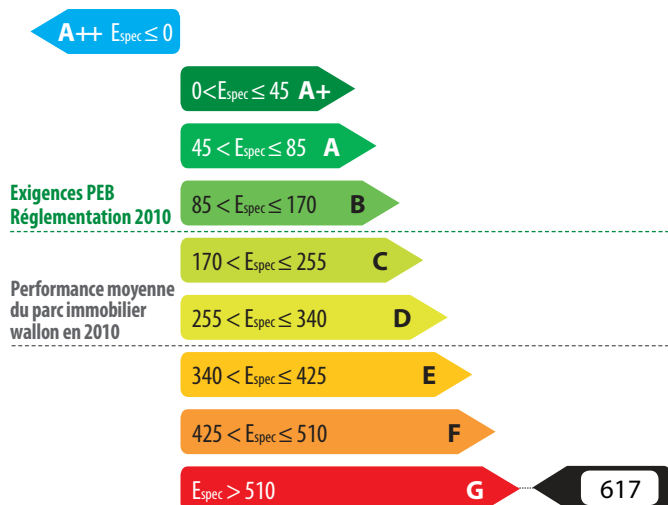 A++ Espec ≤ 0
0<Espec ≤ 45 A+
45 < Espec ≤ 85 A
Exigences PEB
Réglementation 2010
85 < Espec ≤ 170 B
170 < Espec ≤ 255 C
Performance moyenne
du parc immobilier
wallon en 2010
255 < Espec ≤ 340 D
340 < Espec ≤ 425 E
425 < Espec ≤ 510 F
Espec > 510 G 617